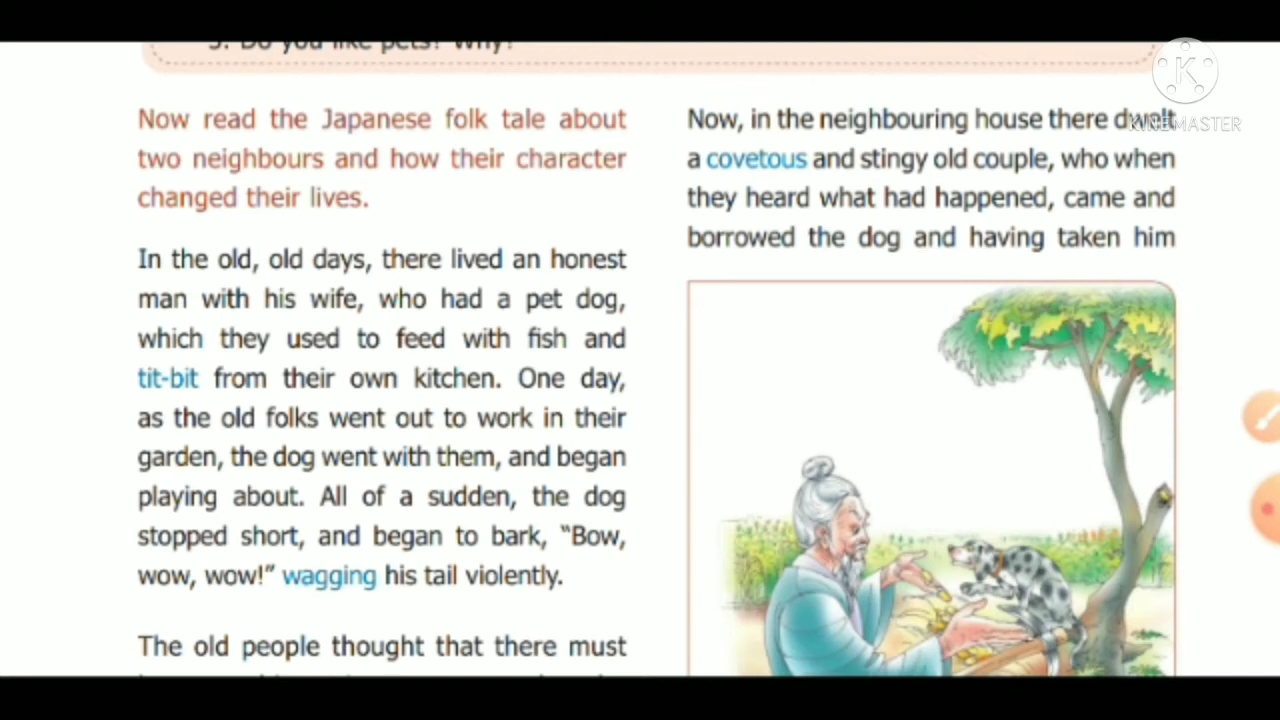 3. Do you like pets? Why?
Now read the Japanese folk tale about
two neighbours and how their character
changed their lives.
In the old, old days, there lived an honest
man with his wife, who had a pet dog,
which they used to feed with fish and
tit-bit from their own kitchen. One day,
as the old folks went out to work in their
garden, the dog went with them, and began
playing about. All of a sudden, the dog
stopped short, and began to bark, “Bow,
wow, wow!” wagging his tail violently.
The old people thought that there must
Now, in the neighbouring house there dwelt
a covetous and stingy old couple, who when
they heard what had happened, came and
borrowed the dog and having taken him
K
KINEMASTER